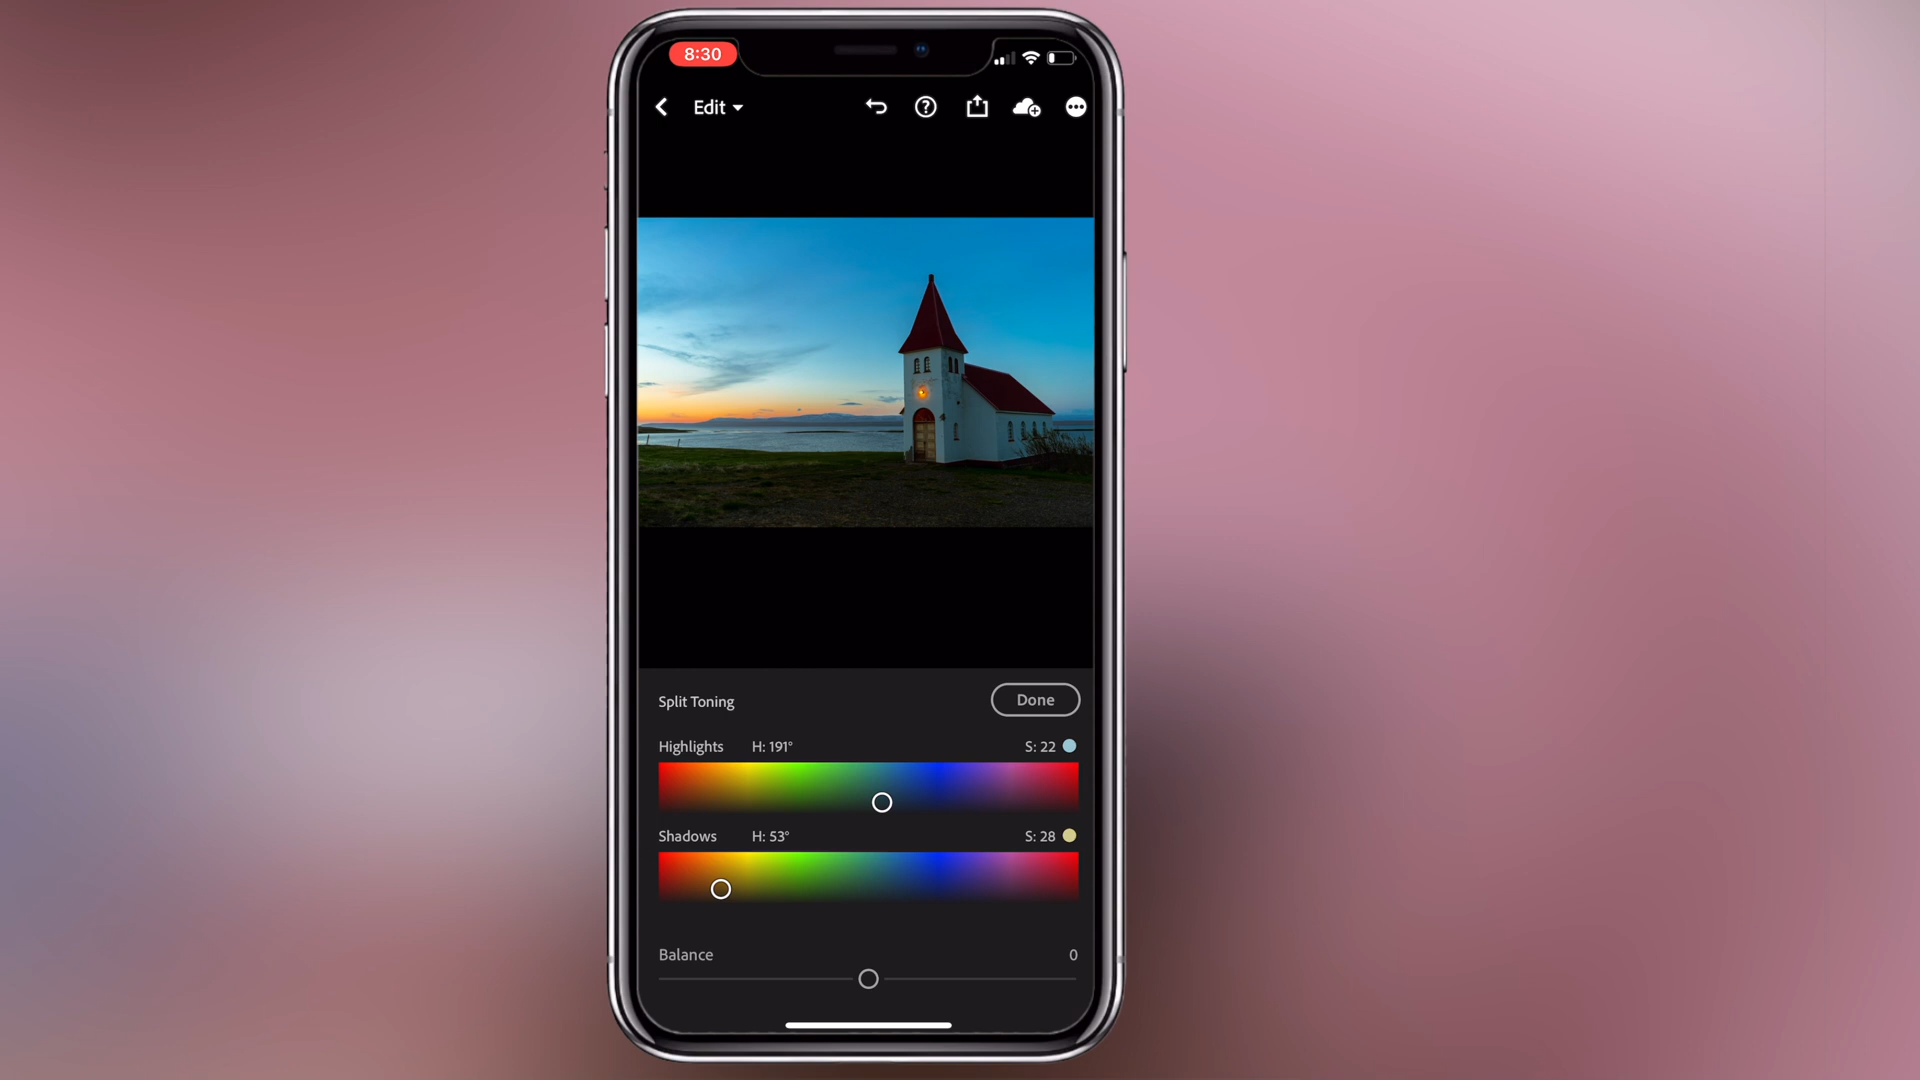 8:30
Edit
Split Toning
Done
Highlights H: 191° S: 22
Shadows H: 53° S: 28
Balance 0